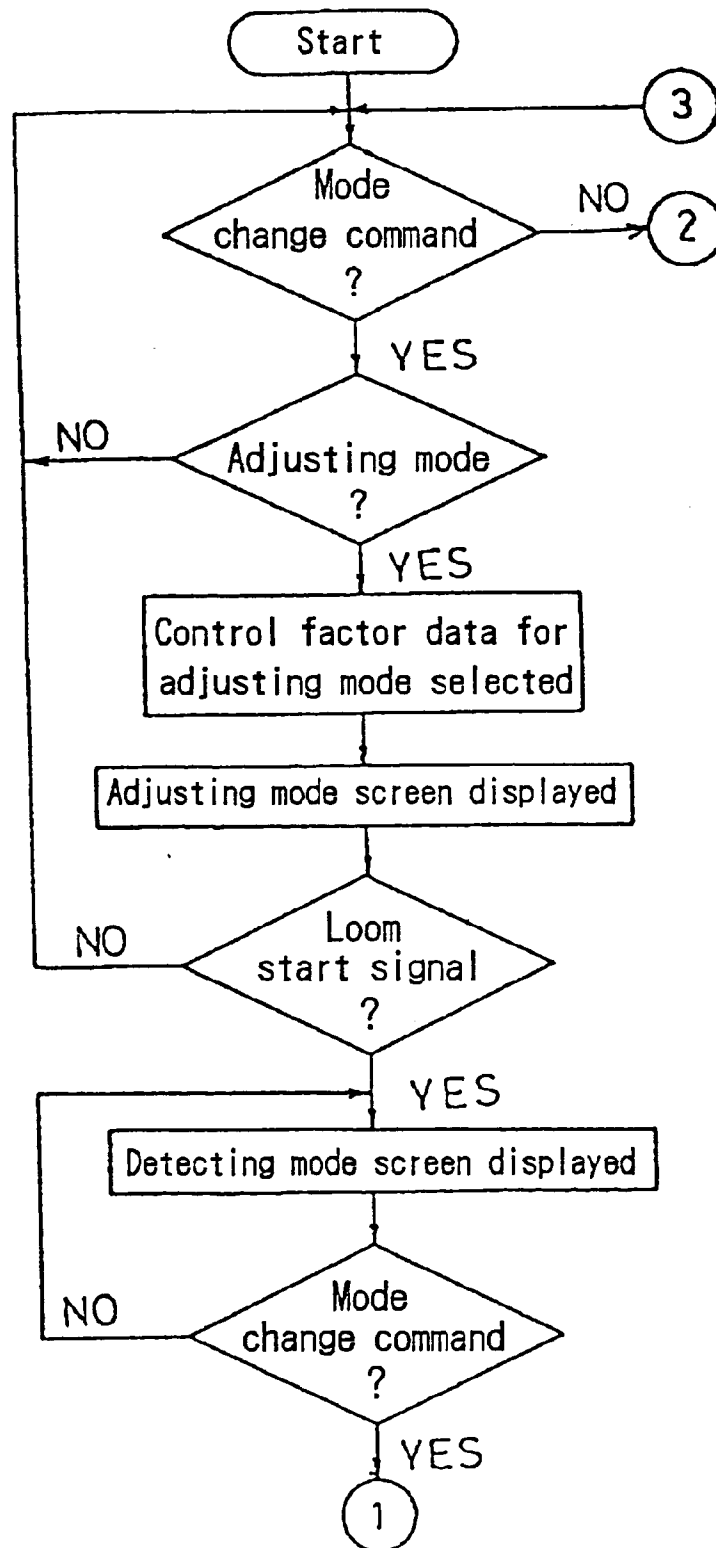 Start
3
Mode
change command
?
NO
2
YES
Adjusting mode
?
NO
YES
Control factor data for
adjusting mode selected
Adjusting mode screen displayed
Loom
start signal
?
NO
YES
Detecting mode screen displayed
Mode
change command
?
NO
YES
1